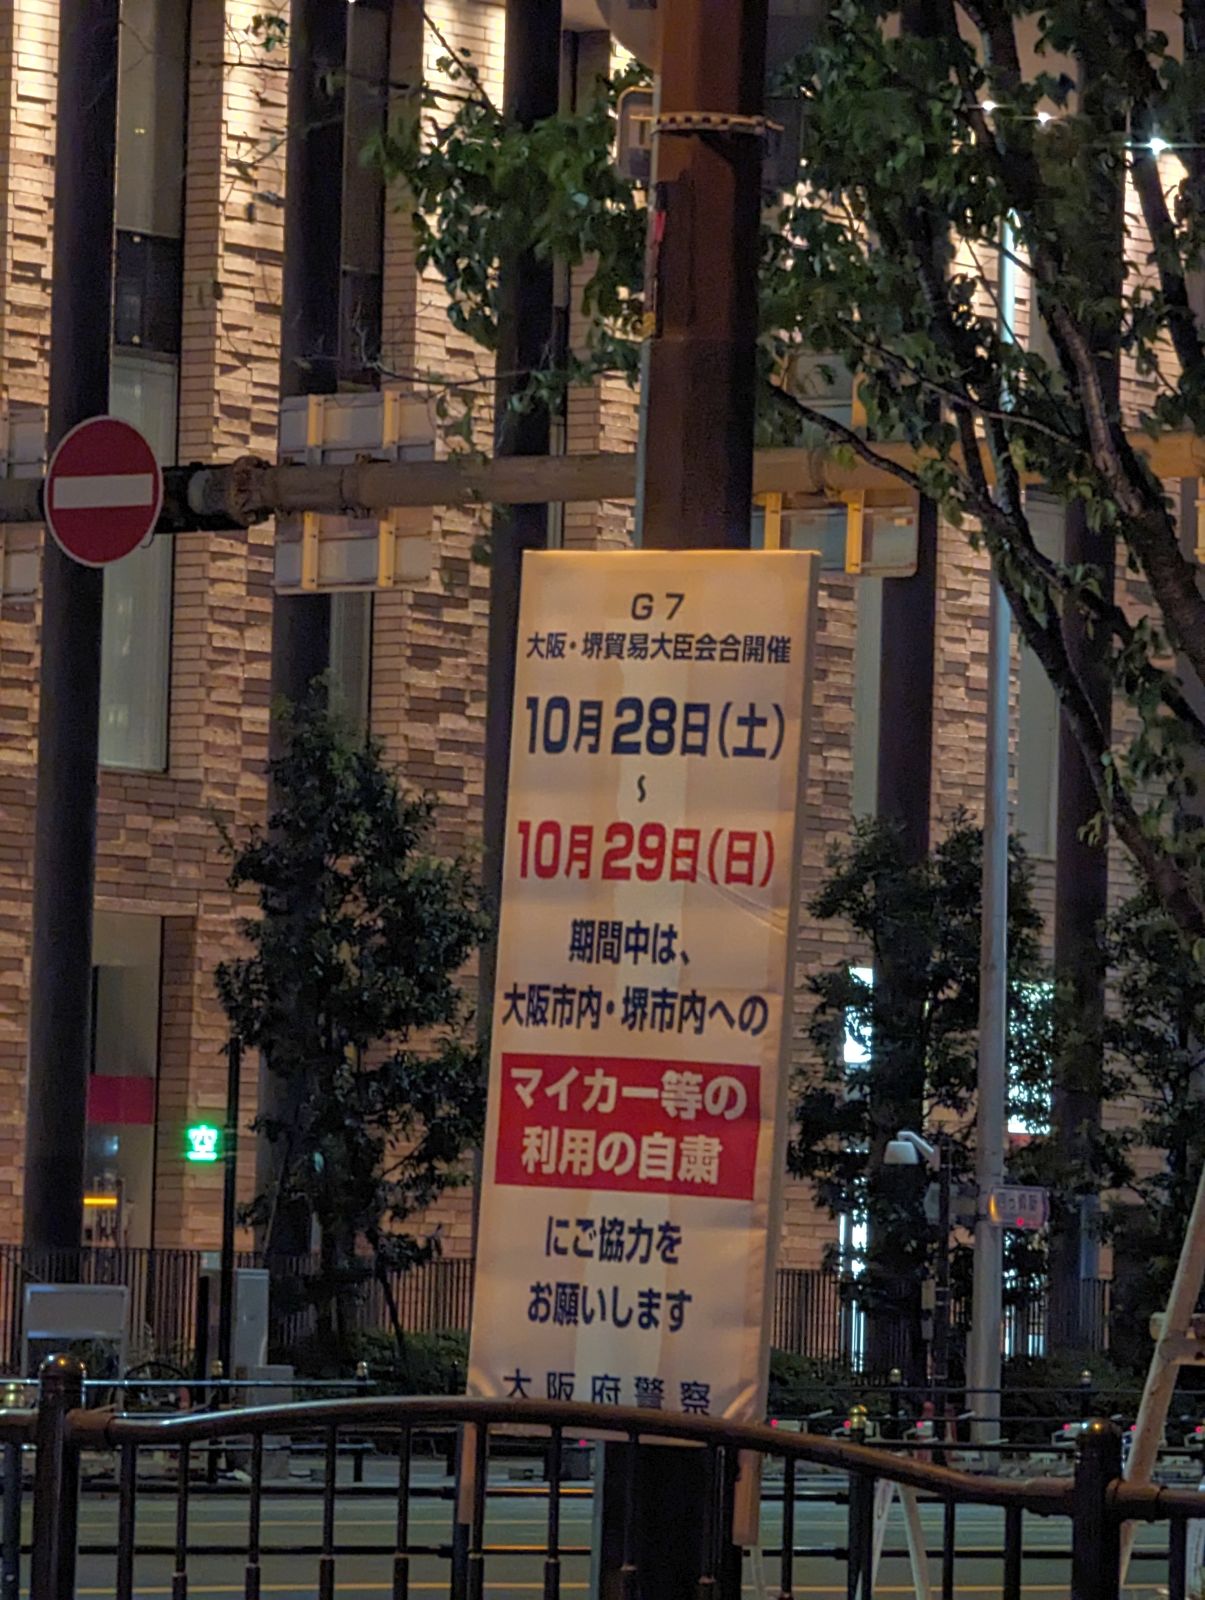 G7
大阪・堺貿易大臣会合開催
10月28日(土)
～
10月29日(日)
期間中は、
大阪市内・堺市内への
マイカー等の
利用の自粛
にご協力を
お願いします
大阪府警察
空